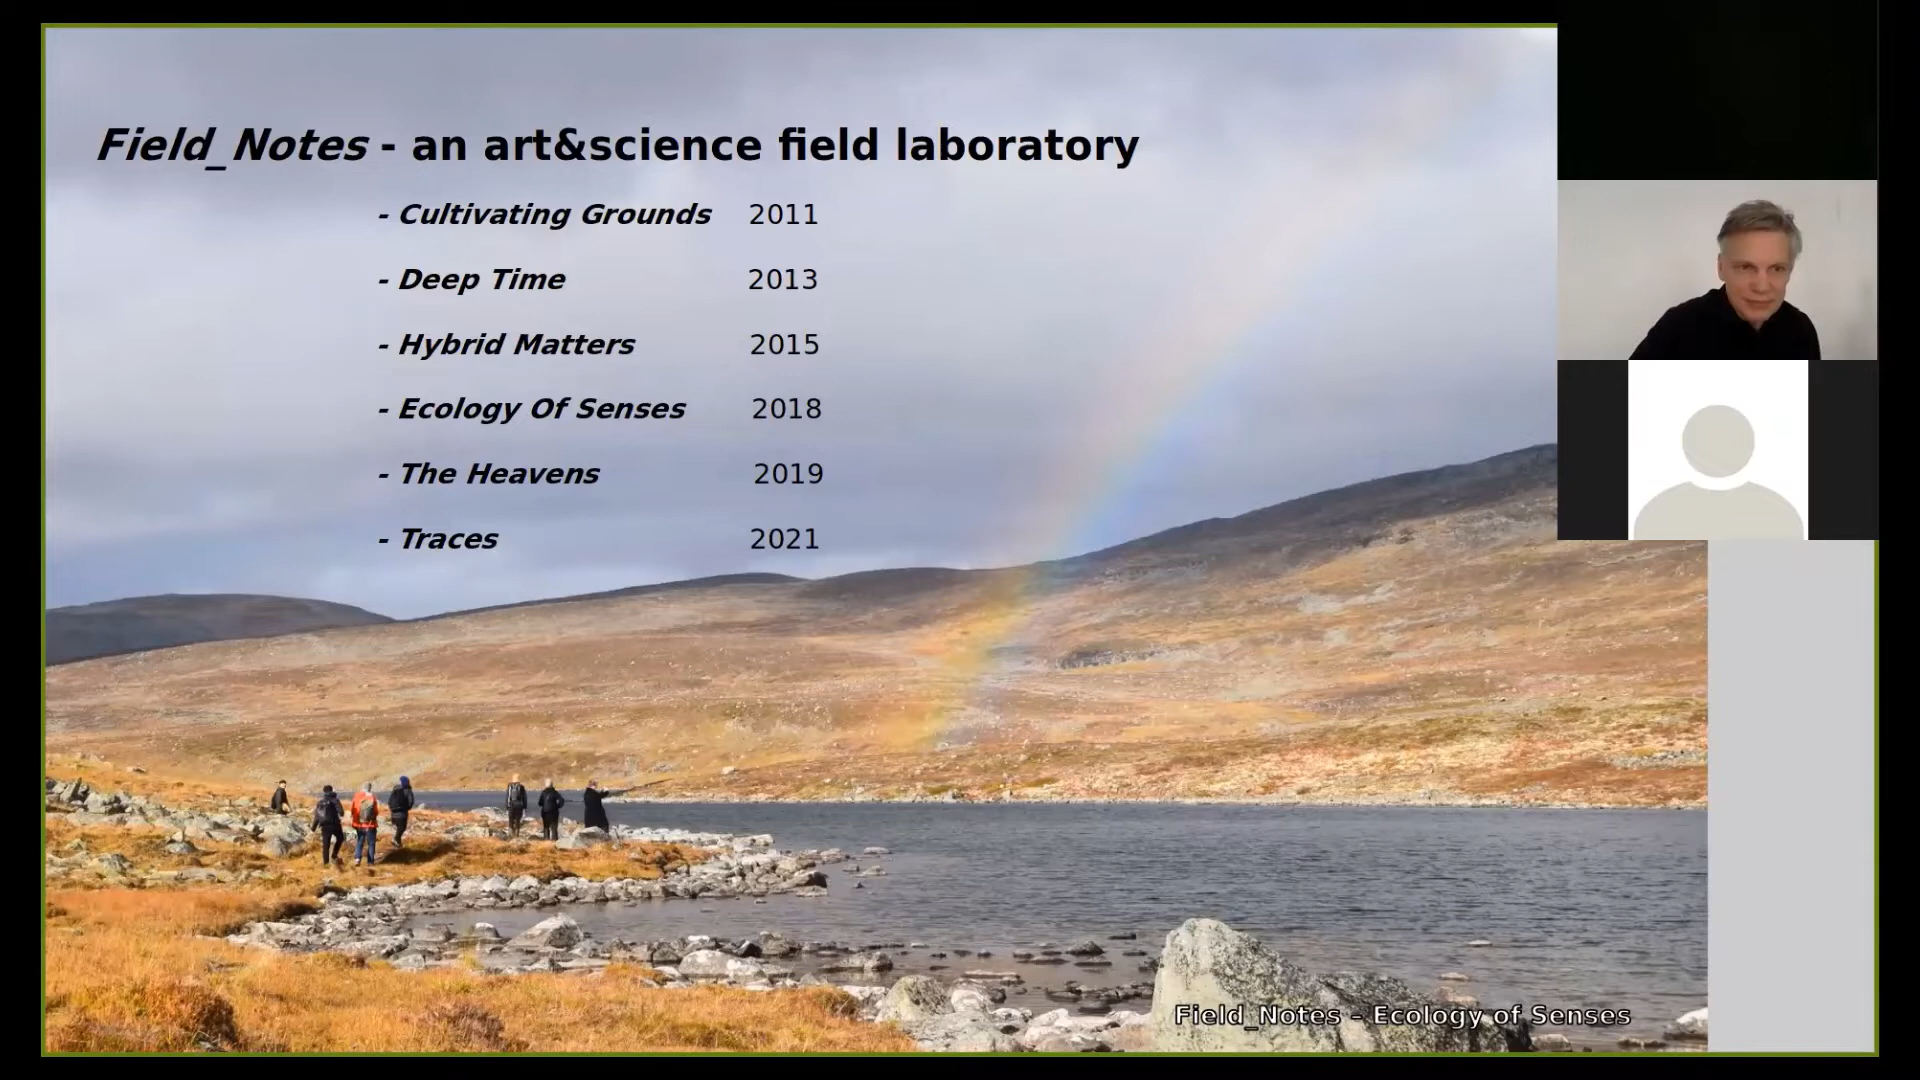 Field_Notes - an art&science field laboratory
- Cultivating Grounds 2011
- Deep Time 2013
- Hybrid Matters 2015
- Ecology Of Senses 2018
- The Heavens 2019
- Traces 2021
Field_Notes - Ecology of Senses